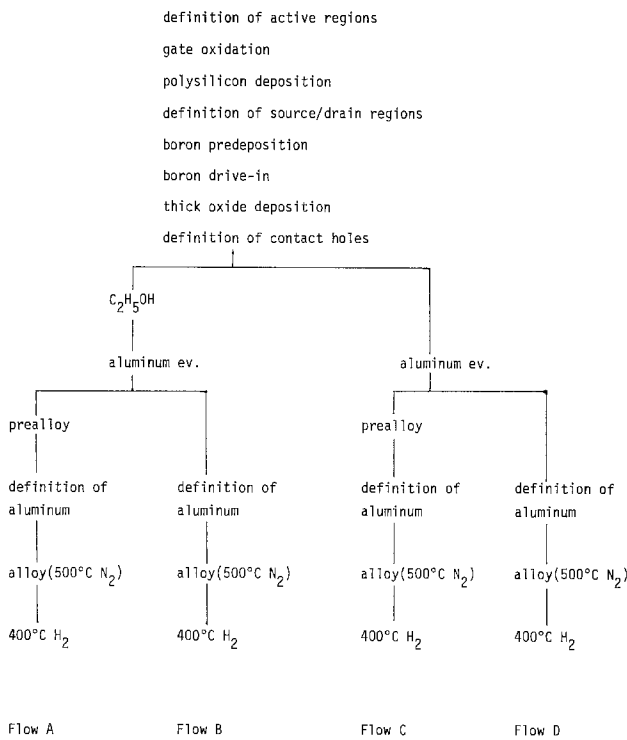 definition of active regions
gate oxidation
polysilicon deposition
definition of source/drain regions
boron predeposition
boron drive-in
thick oxide deposition
definition of contact holes
C2H5OH
aluminum ev.
aluminum ev.
prealloy
prealloy
definition of
aluminum
definition of
aluminum
definition of
aluminum
definition of
aluminum
alloy(500°C N2)
alloy(500°C N2)
alloy(500°C N2)
alloy(500°C N2)
400°C H2
400°C H2
400°C H2
400°C H2
Flow A
Flow B
Flow C
Flow D